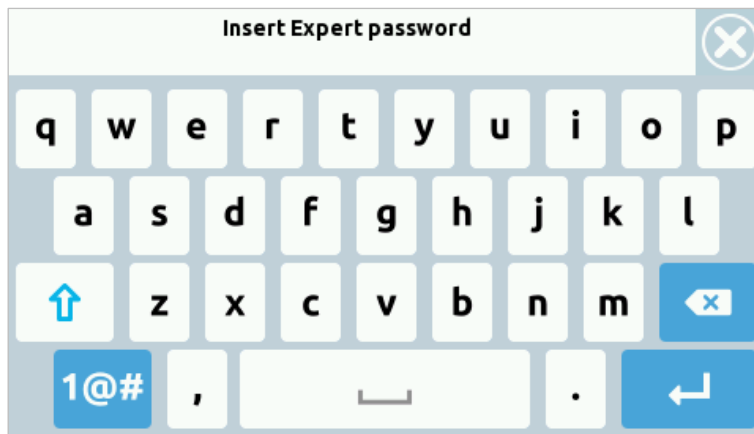 Insert Expert password
q w e r t y u i o p
a s d f g h j k l
z x c v b n m
1@# , .